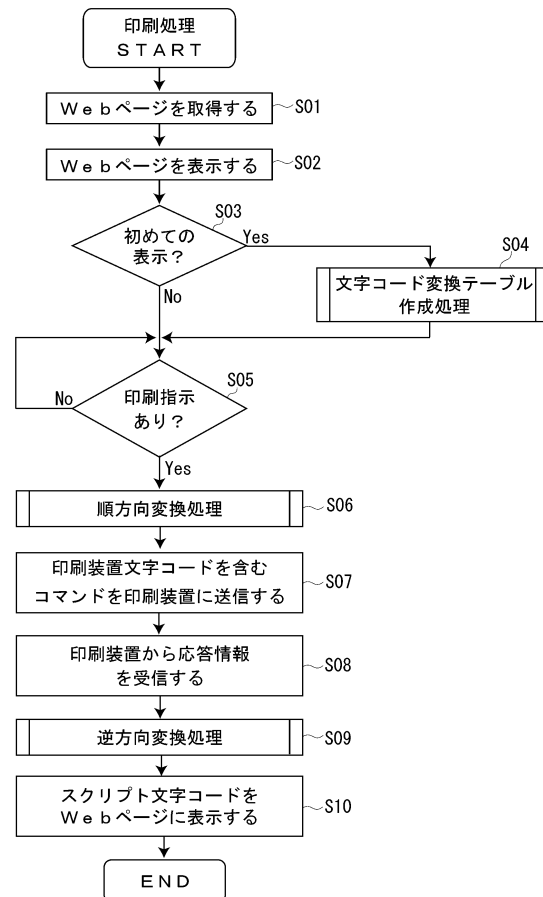 印刷処理
ＳＴＡＲＴ
Ｗｅｂページを取得する
S01
Ｗｅｂページを表示する
S02
S03
初めての
表示？
Yes
No
S04
文字コード変換テーブル
作成処理
S05
印刷指示
あり？
No
Yes
順方向変換処理
S06
印刷装置文字コードを含む
コマンドを印刷装置に送信する
S07
印刷装置から応答情報
を受信する
S08
逆方向変換処理
S09
スクリプト文字コードを
Ｗｅｂページに表示する
S10
ＥＮＤ